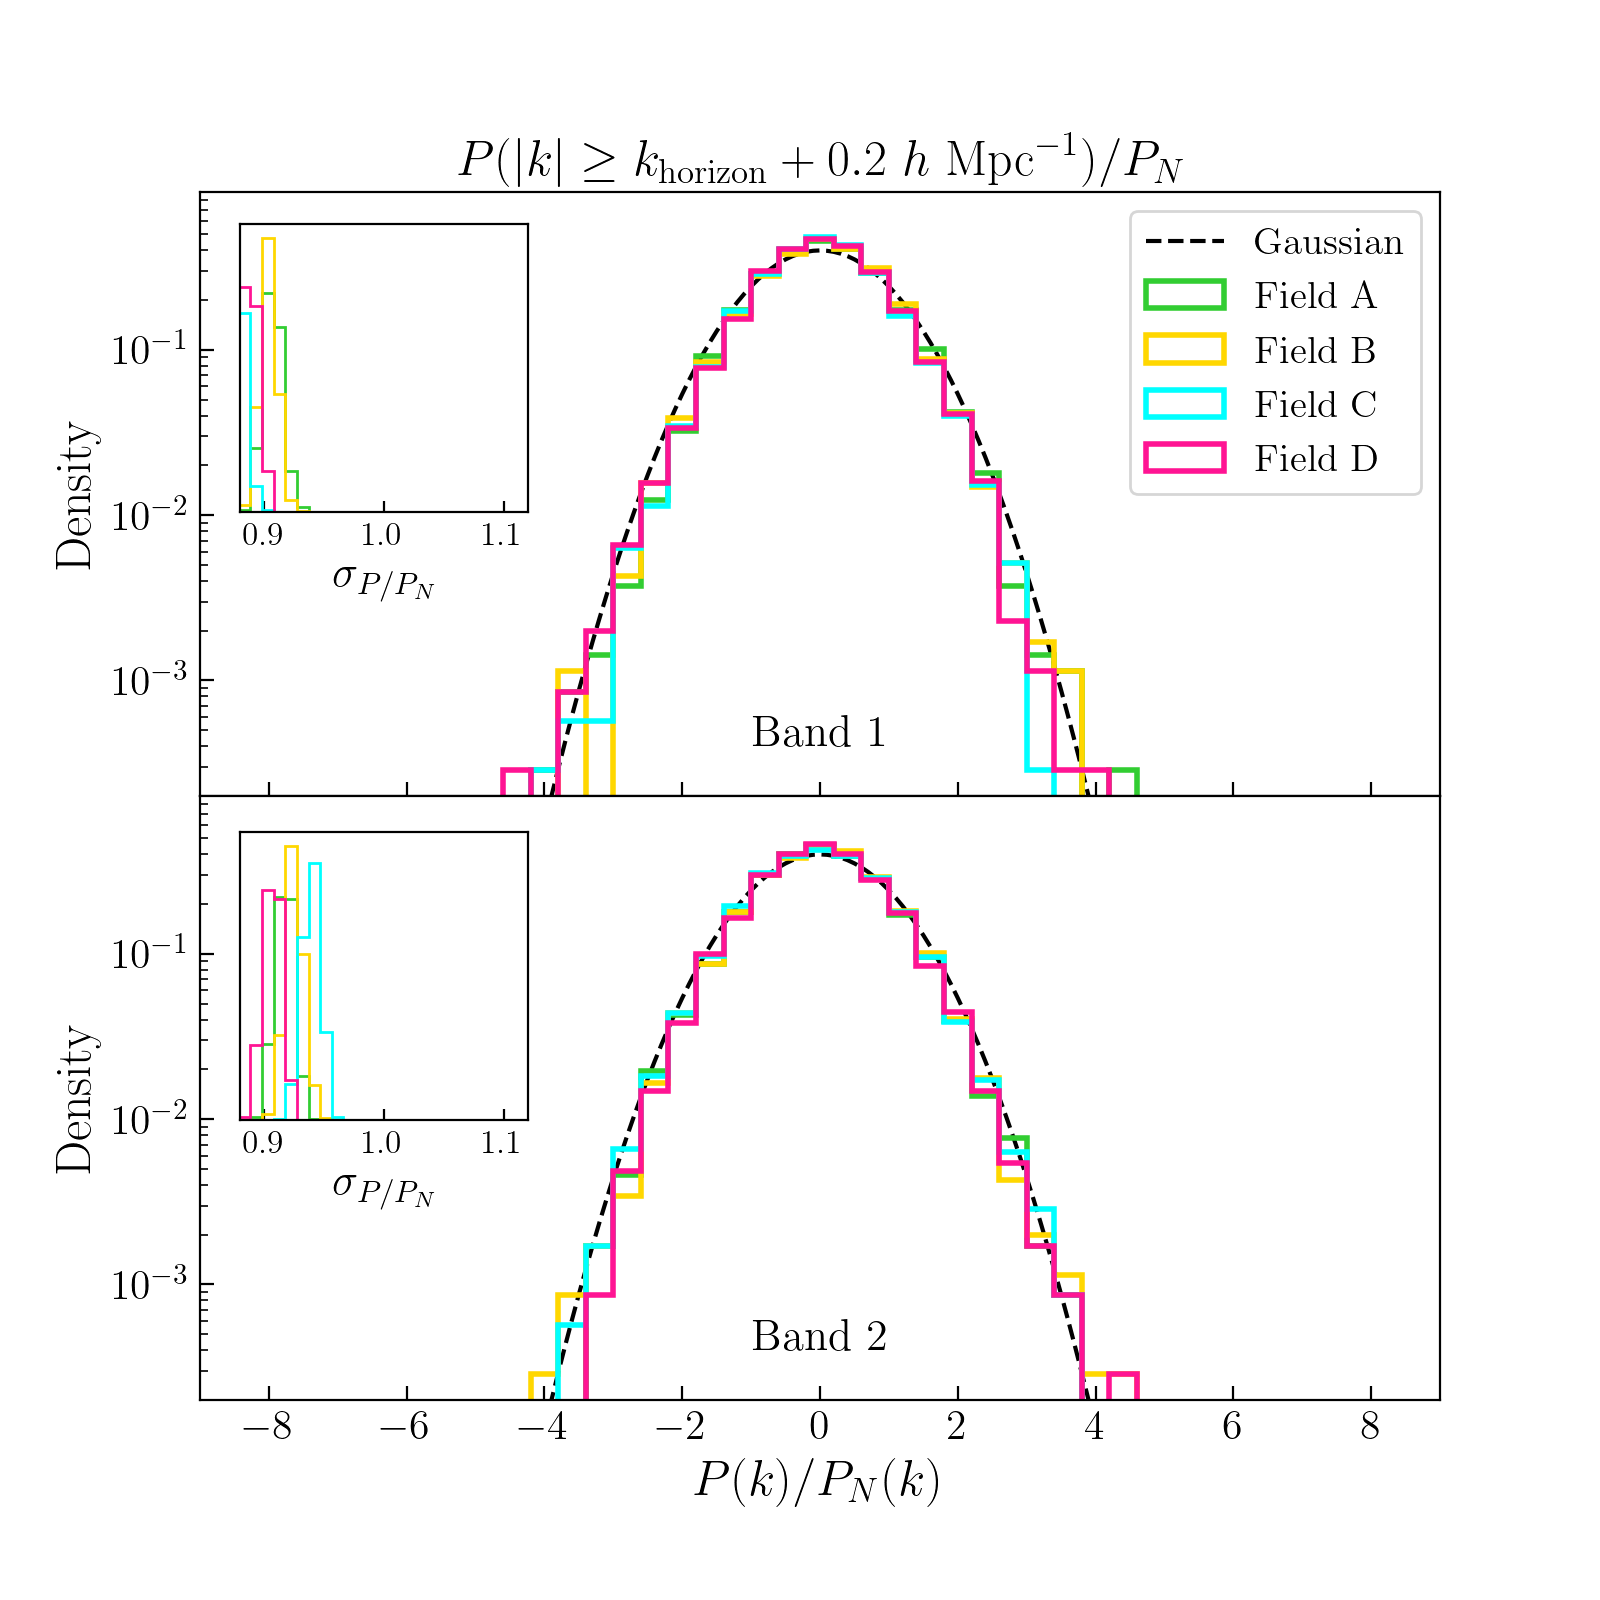 P(|k| ≥ k_horizon + 0.2 h Mpc⁻¹)/P_N
Gaussian
Field A
Field B
Field C
Field D
10⁻¹
10⁻²
10⁻³
Density
0.9 1.0 1.1
σ_P/P_N
Band 1
10⁻¹
10⁻²
10⁻³
Density
0.9 1.0 1.1
σ_P/P_N
Band 2
−8 −6 −4 −2 0 2 4 6 8
P(k)/P_N(k)